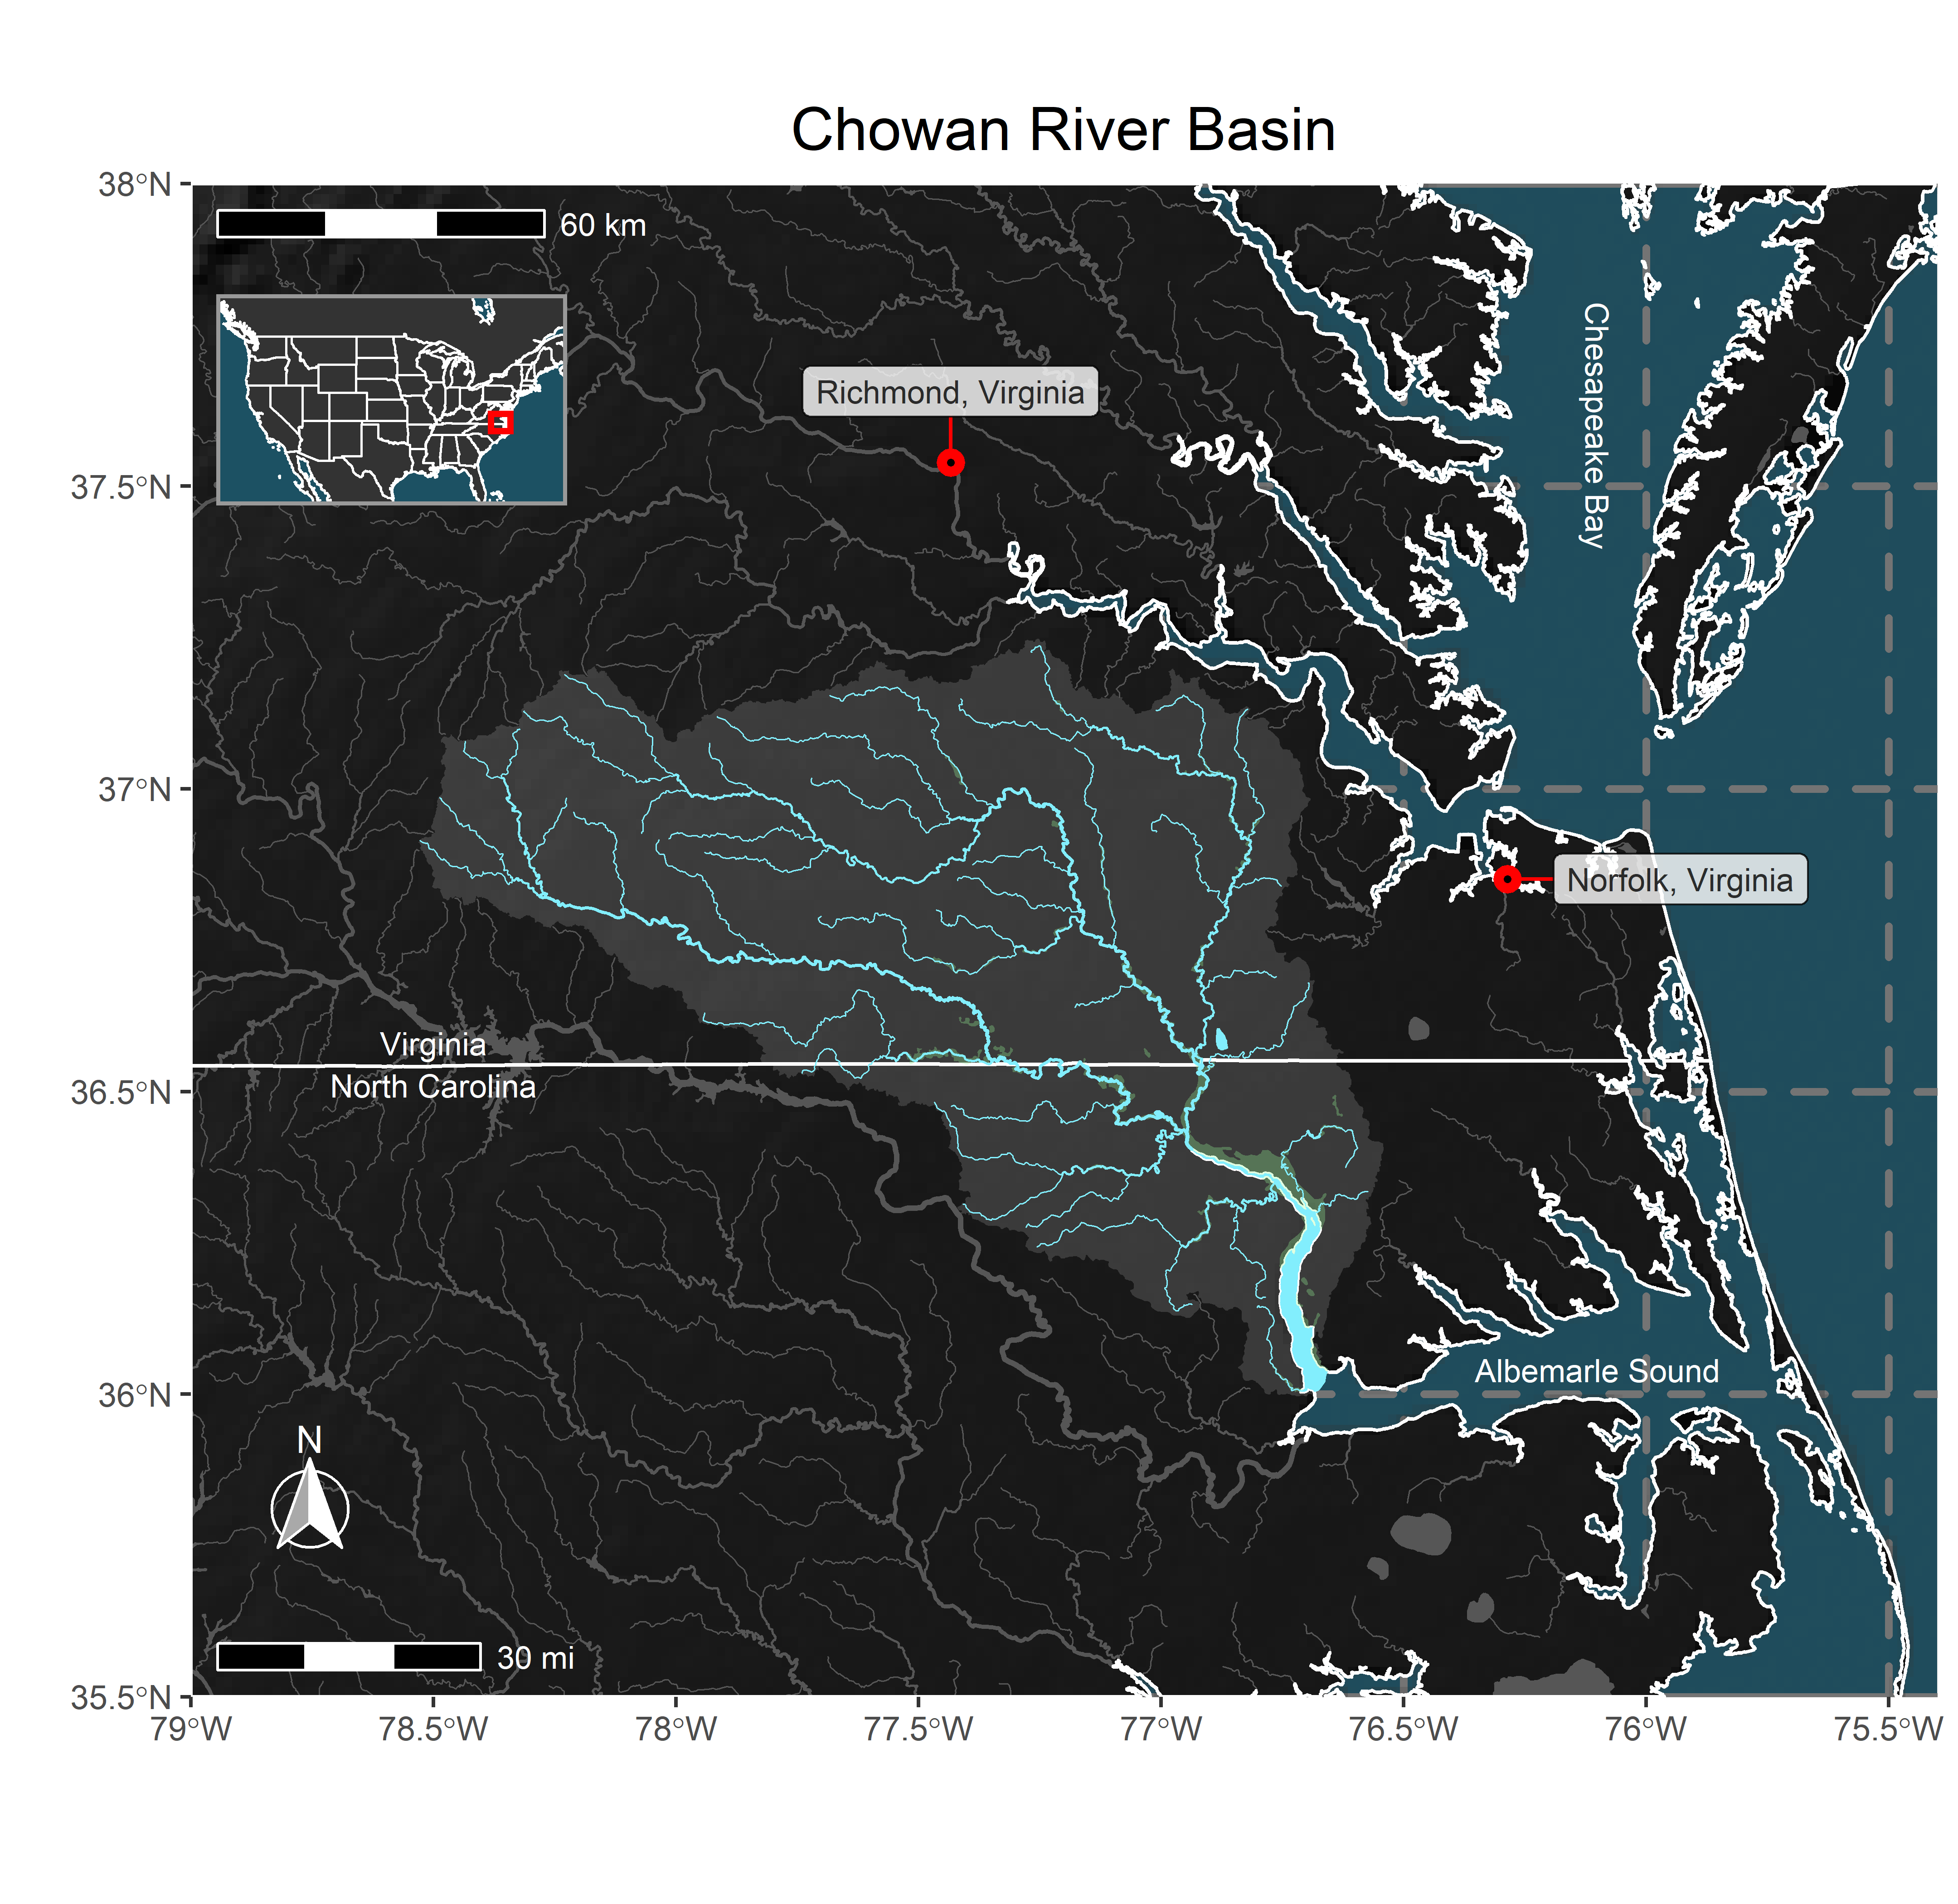 Chowan River Basin
38°N
37.5°N
37°N
36.5°N
36°N
35.5°N
60 km
Richmond, Virginia
Chesapeake Bay
Norfolk, Virginia
Virginia
North Carolina
Albemarle Sound
N
30 mi
79°W
78.5°W
78°W
77.5°W
77°W
76.5°W
76°W
75.5°W